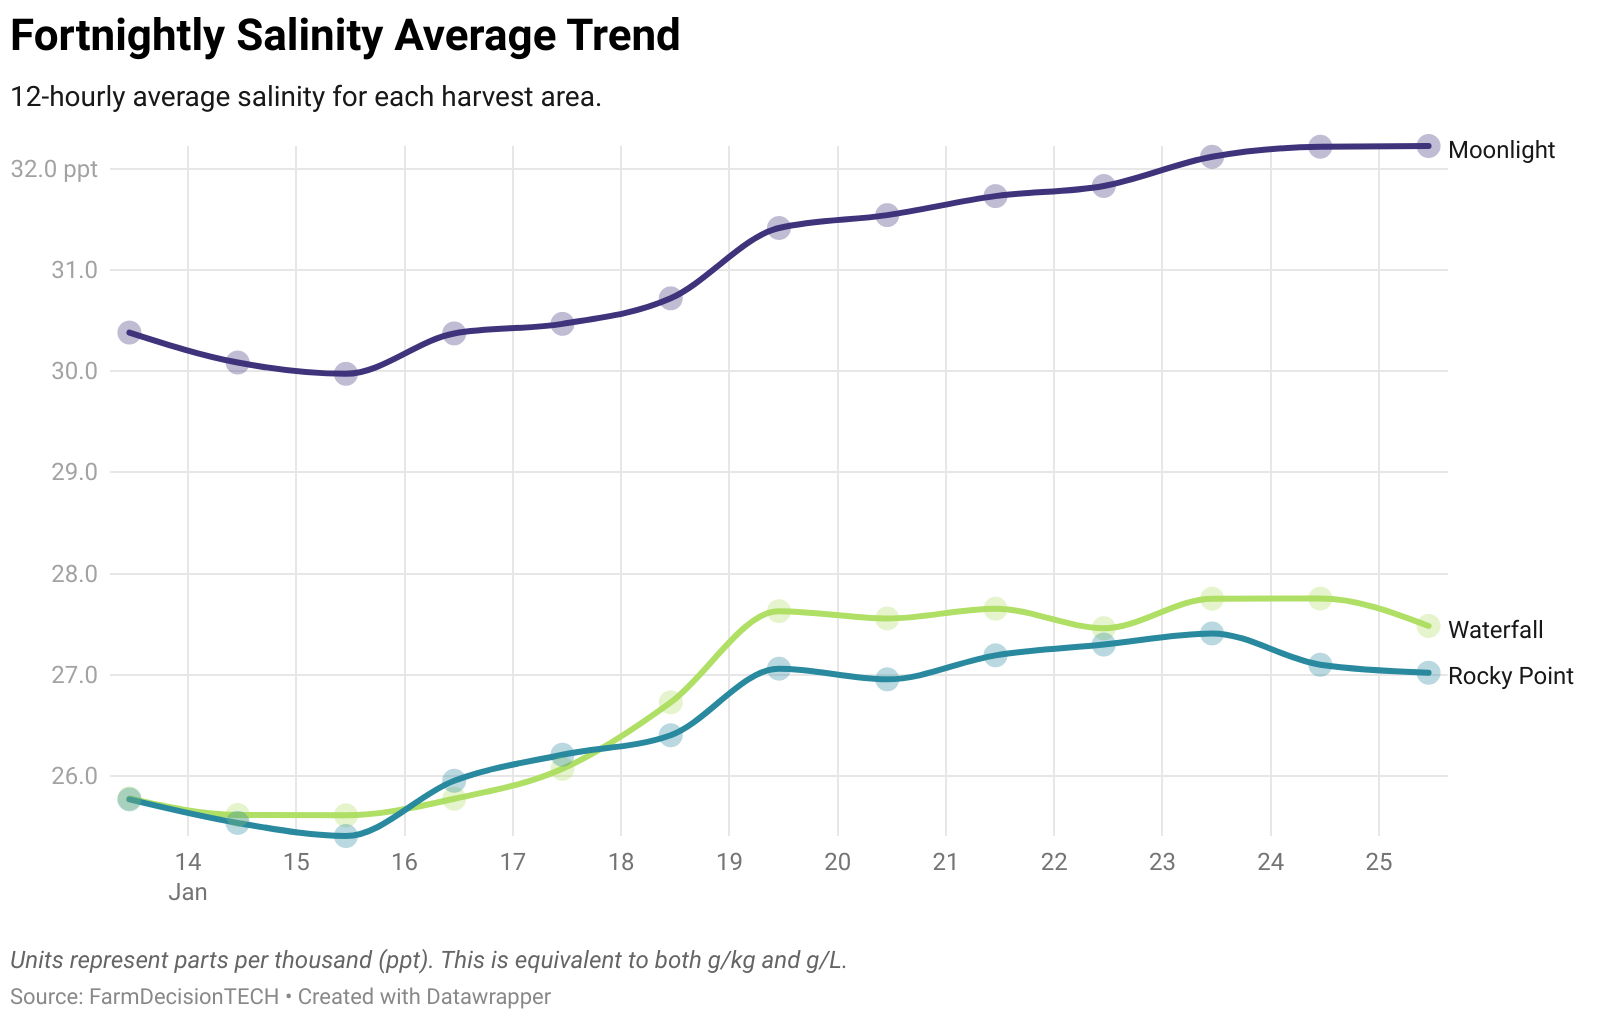 Fortnightly Salinity Average Trend
12-hourly average salinity for each harvest area.
32.0 ppt
31.0
30.0
29.0
28.0
27.0
26.0
Moonlight
Waterfall
Rocky Point
14 15 16 17 18 19 20 21 22 23 24 25
Jan
Units represent parts per thousand (ppt). This is equivalent to both g/kg and g/L.
Source: FarmDecisionTECH • Created with Datawrapper